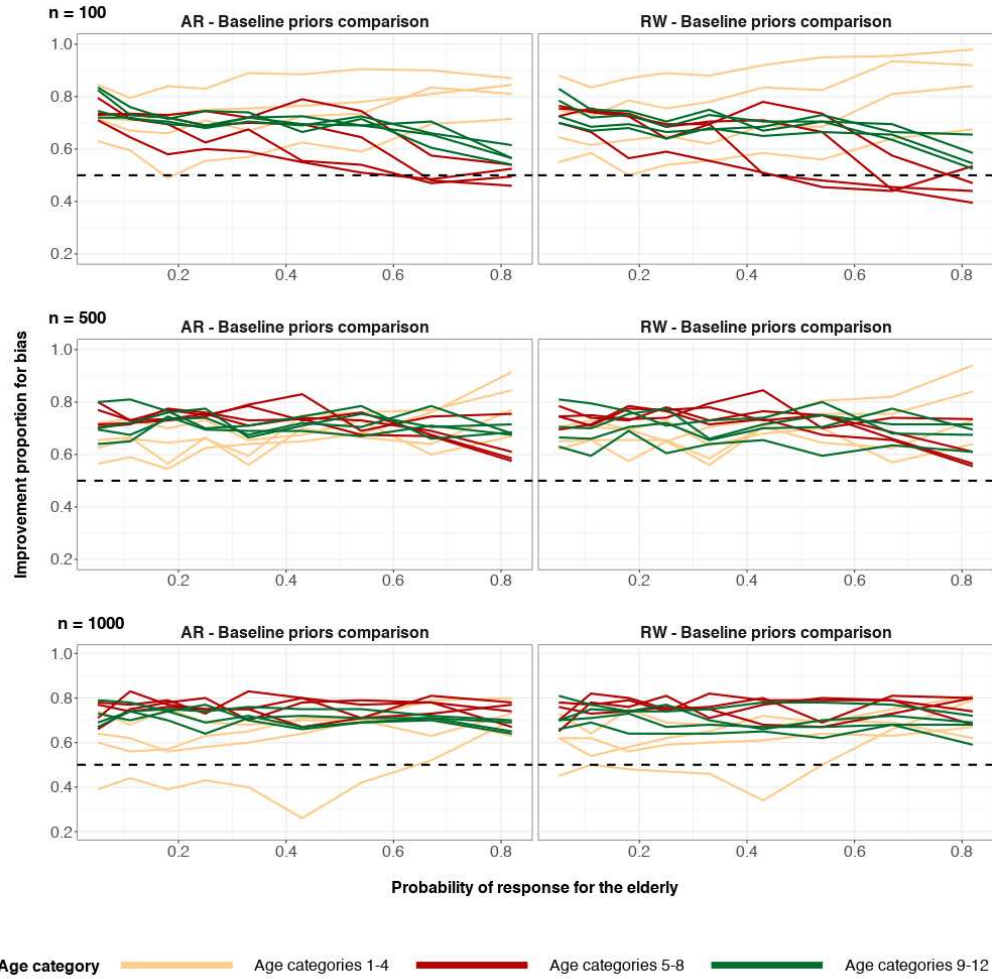 n = 100
AR - Baseline priors comparison
RW - Baseline priors comparison
1.0
0.8
0.6
0.4
0.2
0.2 0.4 0.6 0.8
0.2 0.4 0.6 0.8
n = 500
AR - Baseline priors comparison
RW - Baseline priors comparison
1.0
0.8
0.6
0.4
0.2
0.2 0.4 0.6 0.8
0.2 0.4 0.6 0.8
Improvement proportion for bias
n = 1000
AR - Baseline priors comparison
RW - Baseline priors comparison
1.0
0.8
0.6
0.4
0.2
0.2 0.4 0.6 0.8
0.2 0.4 0.6 0.8
Probability of response for the elderly
Age category Age categories 1-4 Age categories 5-8 Age categories 9-12